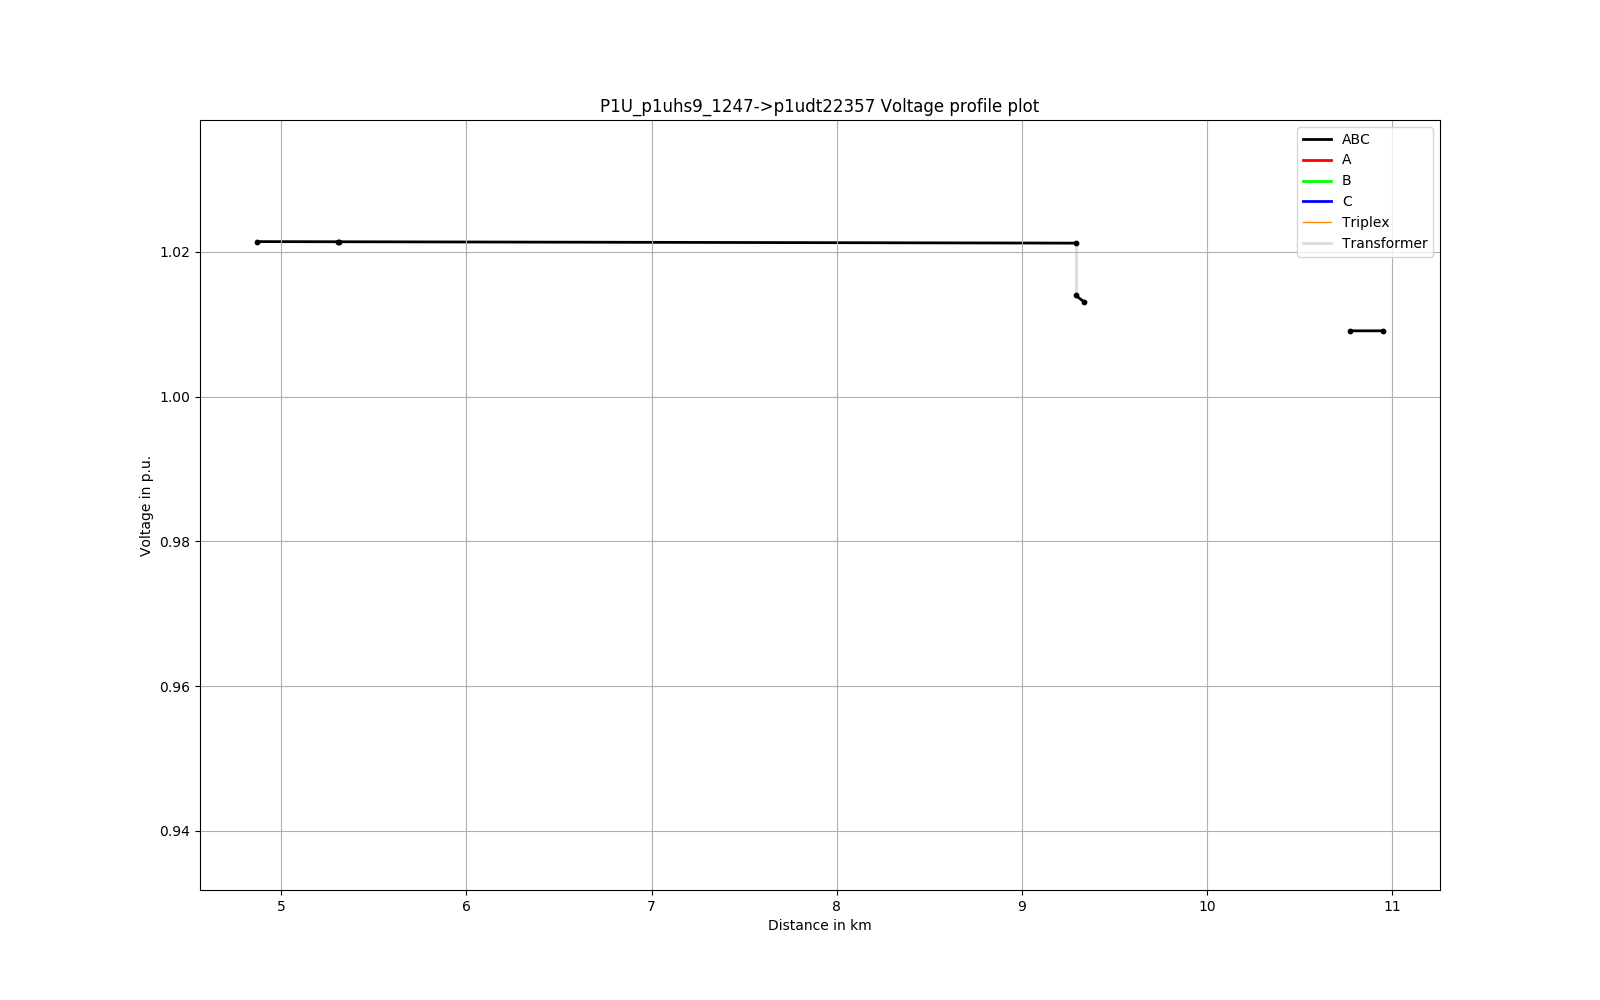 P1U_p1uhs9_1247->p1udt22357 Voltage profile plot
ABC
A
B
C
Triplex
Transformer
1.02
1.00
0.98
0.96
0.94
Voltage in p.u.
5 6 7 8 9 10 11
Distance in km